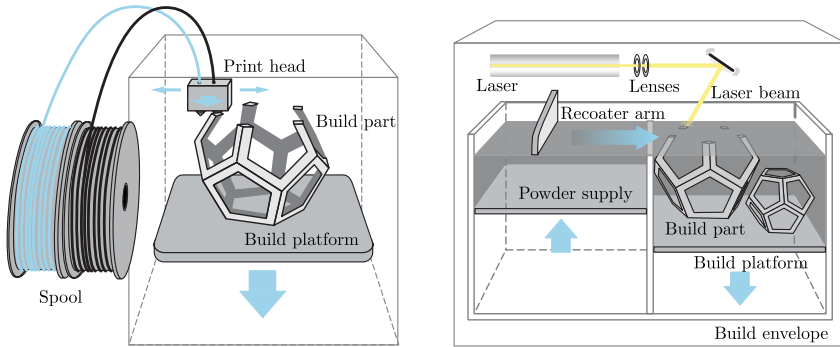 Print head
Build part
Build platform
Spool
Laser
Lenses
Laser beam
Recoater arm
Powder supply
Build part
Build platform
Build envelope